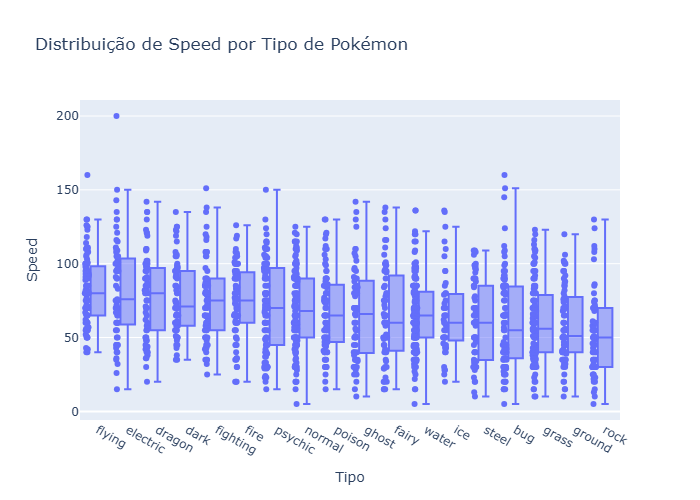 Distribuição de Speed por Tipo de Pokémon
200
150
100
50
0
Speed
flying
electric
dragon
dark
fighting
fire
psychic
normal
poison
ghost
fairy
water
ice
steel
bug
grass
ground
rock
Tipo